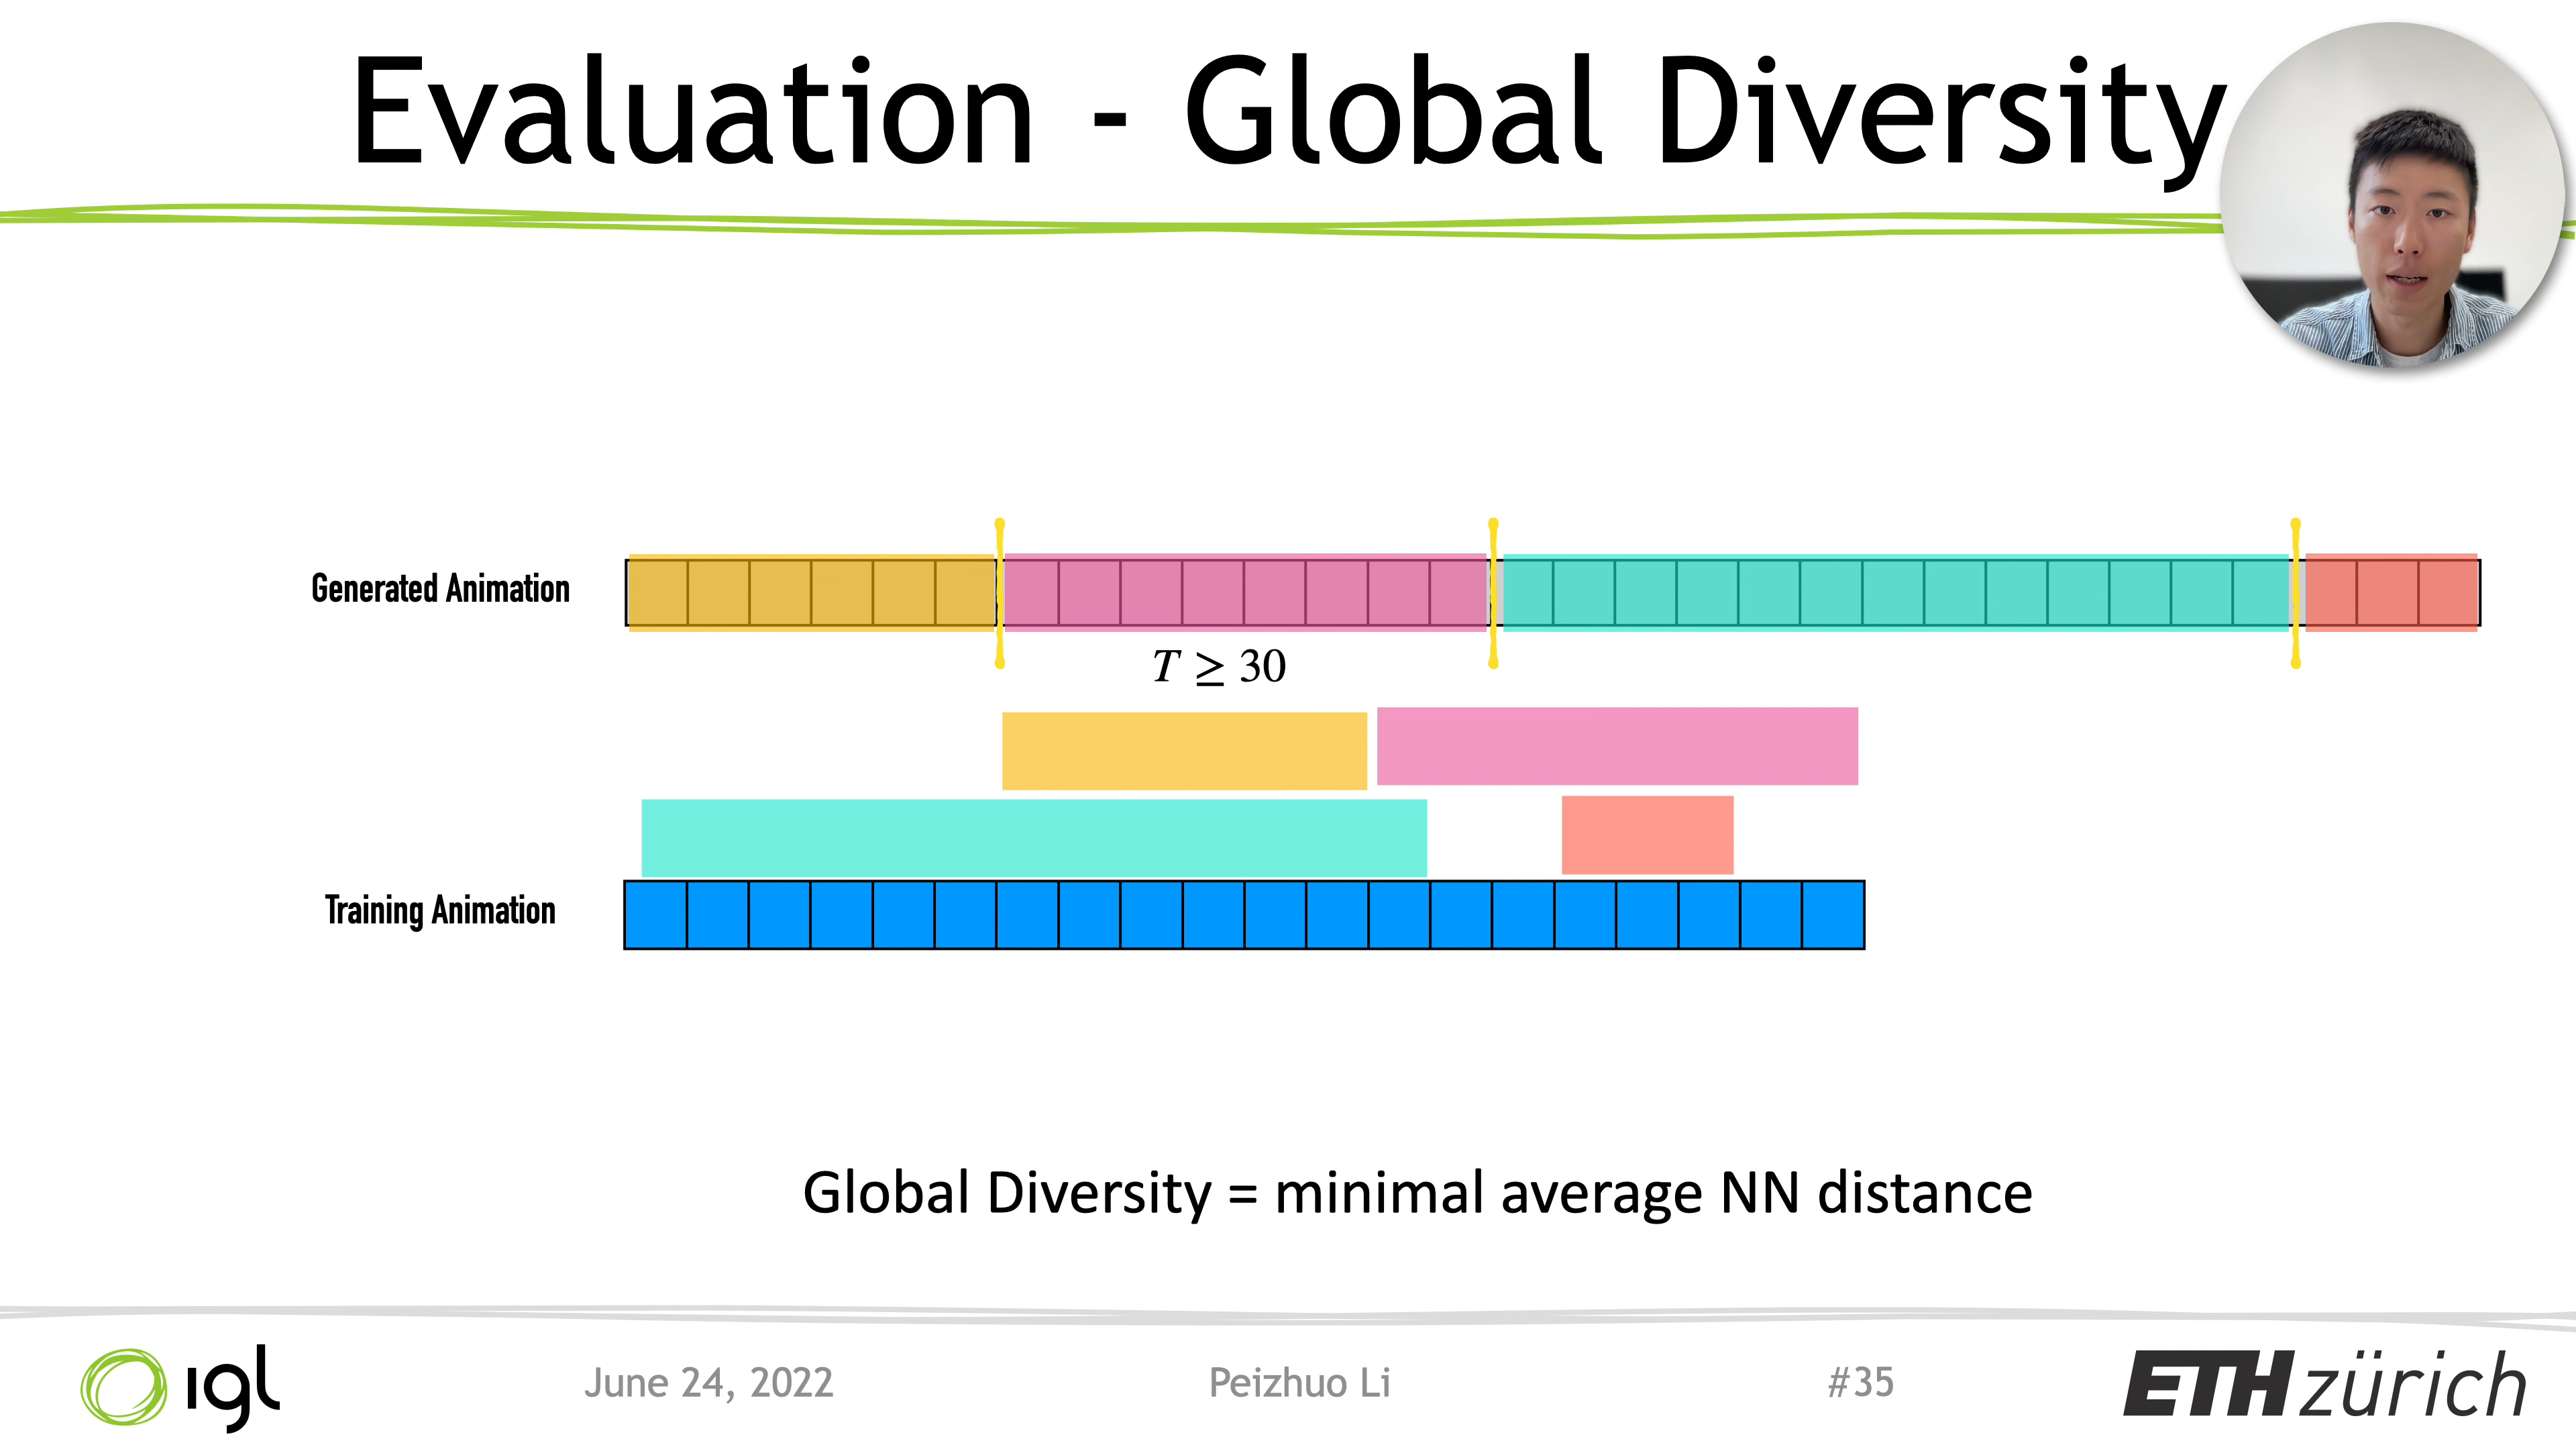 Evaluation - Global Diversity
Generated Animation
T ≥ 30
Training Animation
Global Diversity = minimal average NN distance
igl
June 24, 2022
Peizhuo Li
#35
ETH zürich